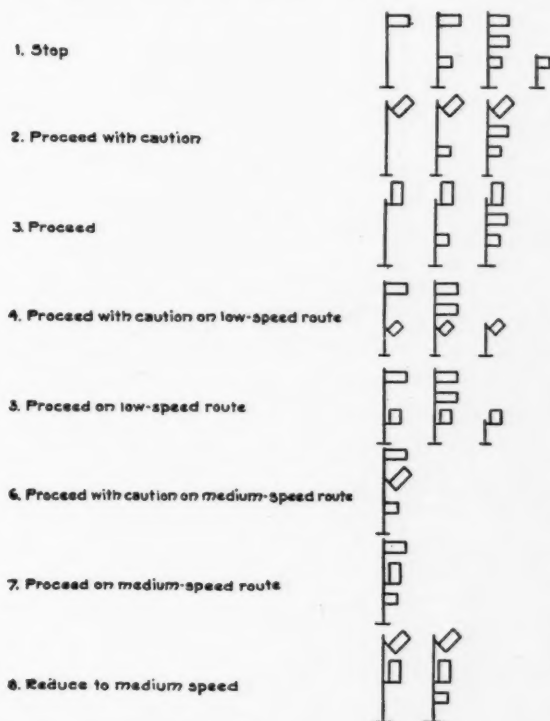 1. Stop
2. Proceed with caution
3. Proceed
4. Proceed with caution on low-speed route
5. Proceed on low-speed route
6. Proceed with caution on medium-speed route
7. Proceed on medium-speed route
8. Reduce to medium speed